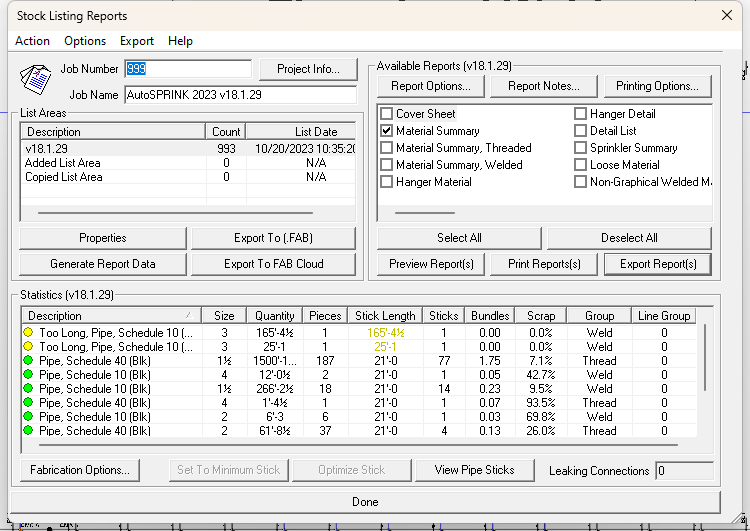 Stock Listing Reports
Action Options Export Help
Job Number 999 Project Info...
Job Name AutoSPRINK 2023 v18.1.29
List Areas
Description Count List Date
v18.1.29 993 10/20/2023 10:35:20
Added List Area 0 N/A
Copied List Area 0 N/A
Properties Export To (.FAB)
Generate Report Data Export To FAB Cloud
Available Reports (v18.1.29)
Report Options... Report Notes... Printing Options...
Cover Sheet Hanger Detail
Material Summary Detail List
Material Summary, Threaded Sprinkler Summary
Material Summary, Welded Loose Material
Hanger Material Non-Graphical Welded M
Select All Deselect All
Preview Report(s) Print Reports(s) Export Report(s)
Statistics (v18.1.29)
Description Size Quantity Pieces Stick Length Sticks Bundles Scrap Group Line Group
Too Long, Pipe, Schedule 10 (... 3 165'-4½ 1 165'-4½ 1 0.00 0.0% Weld 0
Too Long, Pipe, Schedule 10 (... 3 25'-1 1 25'-1 1 0.00 0.0% Weld 0
Pipe, Schedule 40 (Blk) 1½ 1500'-1... 187 21'-0 77 1.75 7.1% Thread 0
Pipe, Schedule 10 (Blk) 4 12'-0½ 2 21'-0 1 0.05 42.7% Weld 0
Pipe, Schedule 10 (Blk) 1½ 266'-2½ 18 21'-0 14 0.23 9.5% Weld 0
Pipe, Schedule 40 (Blk) 4 1'-4½ 1 21'-0 1 0.07 93.5% Thread 0
Pipe, Schedule 10 (Blk) 2 6'-3 6 21'-0 1 0.03 69.8% Weld 0
Pipe, Schedule 40 (Blk) 2 61'-8½ 37 21'-0 4 0.13 26.0% Thread 0
Fabrication Options... Set To Minimum Stick Optimize Stick View Pipe Sticks Leaking Connections 0
Done